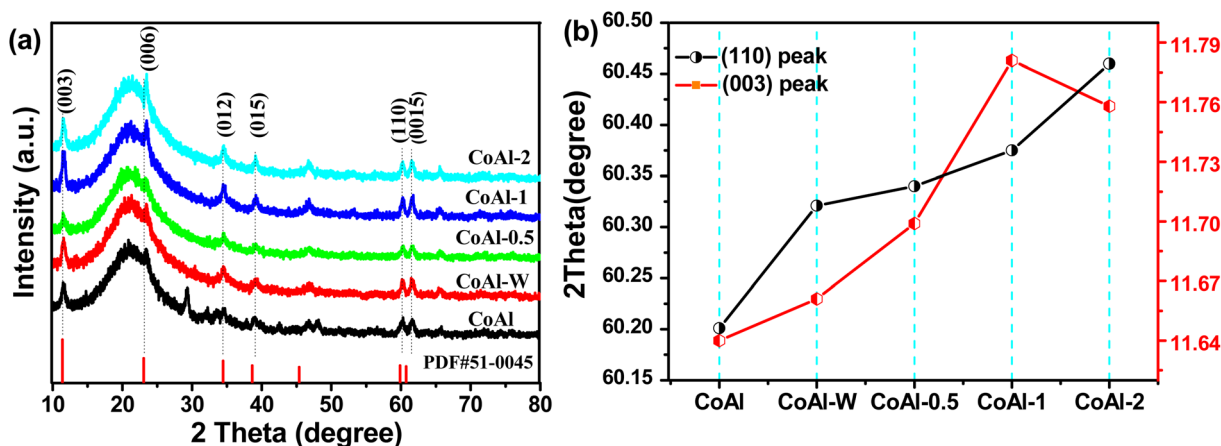 (a)
(003)
(006)
(012)
(015)
(110)
(0015)
CoAl-2
CoAl-1
CoAl-0.5
CoAl-W
CoAl
PDF#51-0045
Intensity (a.u.)
10 20 30 40 50 60 70 80
2 Theta (degree)
(b)
(110) peak
(003) peak
2Theta(degree)
60.50
60.45
60.40
60.35
60.30
60.25
60.20
60.15
11.79
11.76
11.73
11.70
11.67
11.64
CoAl CoAl-W CoAl-0.5 CoAl-1 CoAl-2